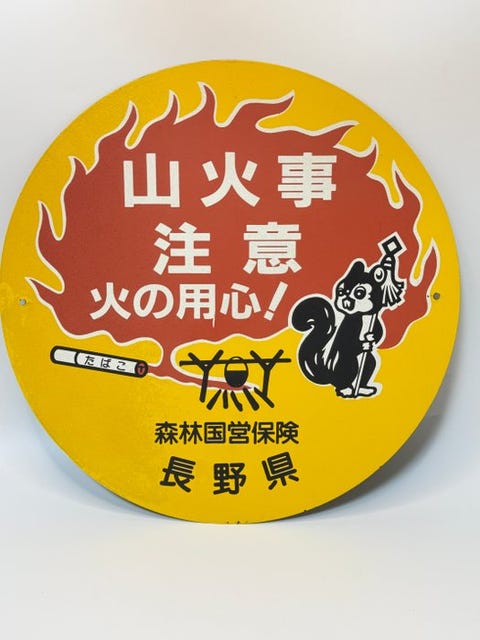 山火事
注意
火の用心!
たばこ
森林国営保険
長野県